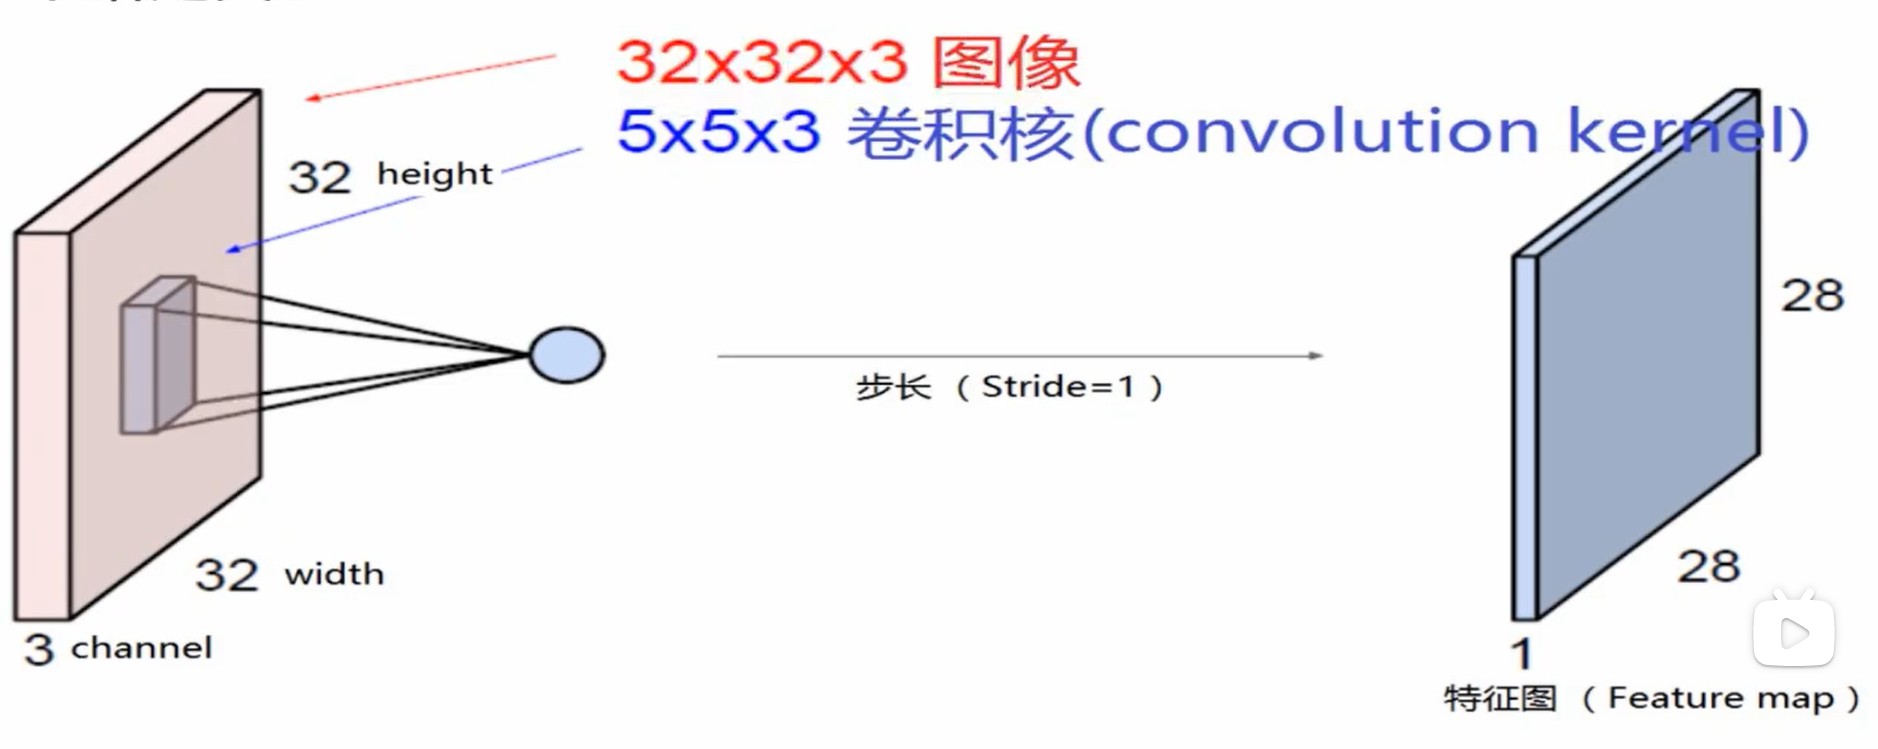 32x32x3 图像
5x5x3 卷积核(convolution kernel)
32 height
32 width
3 channel
步长 （Stride=1）
28
28
1
特征图 （Feature map）